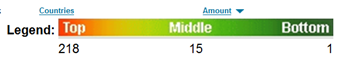 Countries Amount
Legend: Top Middle Bottom
218 15 1